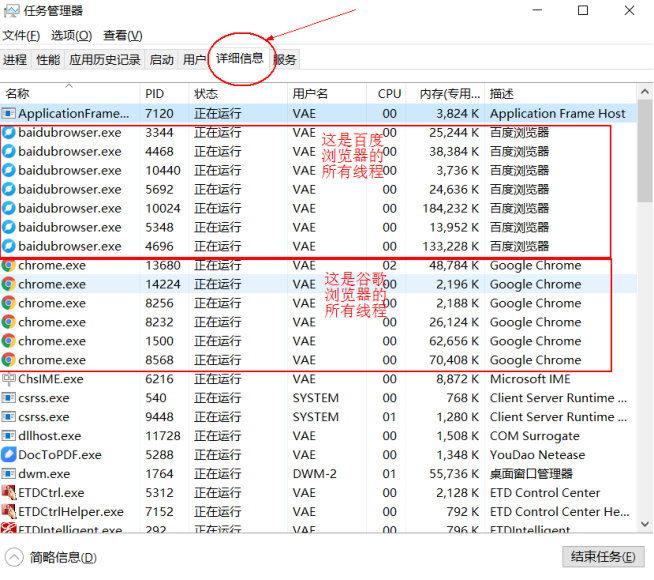 任务管理器
文件(F) 选项(O) 查看(V)
进程 性能 应用历史记录 启动 用户 详细信息 服务
名称 PID 状态 用户名 CPU 内存(专用... 描述
ApplicationFrame... 7120 正在运行 VAE 00 3,824 K Application Frame Host
baidubrowser.exe 3344 正在运行 VAE 00 25,244 K 百度浏览器
baidubrowser.exe 4468 正在运行 VAE 00 38,384 K 百度浏览器
baidubrowser.exe 10440 正在运行 VAE 00 3,736 K 百度浏览器
baidubrowser.exe 5692 正在运行 VAE 00 24,636 K 百度浏览器
baidubrowser.exe 10024 正在运行 VAE 00 184,232 K 百度浏览器
baidubrowser.exe 5348 正在运行 VAE 00 13,952 K 百度浏览器
baidubrowser.exe 4696 正在运行 VAE 00 133,228 K 百度浏览器
这是百度
浏览器的
所有线程
chrome.exe 13680 正在运行 VAE 02 48,784 K Google Chrome
chrome.exe 14224 正在运行 VAE 00 2,196 K Google Chrome
chrome.exe 8256 正在运行 VAE 00 2,188 K Google Chrome
chrome.exe 8232 正在运行 VAE 00 26,124 K Google Chrome
chrome.exe 1500 正在运行 VAE 00 62,656 K Google Chrome
chrome.exe 8568 正在运行 VAE 00 70,408 K Google Chrome
这是谷歌
浏览器的
所有线程
ChsIME.exe 6216 正在运行 VAE 00 8,872 K Microsoft IME
csrss.exe 540 正在运行 SYSTEM 00 768 K Client Server Runtime ...
csrss.exe 9448 正在运行 SYSTEM 01 1,280 K Client Server Runtime ...
dllhost.exe 11728 正在运行 VAE 00 1,508 K COM Surrogate
DocToPDF.exe 5288 正在运行 VAE 00 1,348 K YouDao Netease
dwm.exe 1764 正在运行 DWM-2 01 55,736 K 桌面窗口管理器
ETDCtrl.exe 5312 正在运行 VAE 00 2,128 K ETD Control Center
ETDCtrlHelper.exe 7152 正在运行 VAE 00 792 K ETD Control Center He...
ETDIntelligent.exe 292 正在运行 VAE 00 796 K ETDIntelligent
简略信息(D) 结束任务(E)